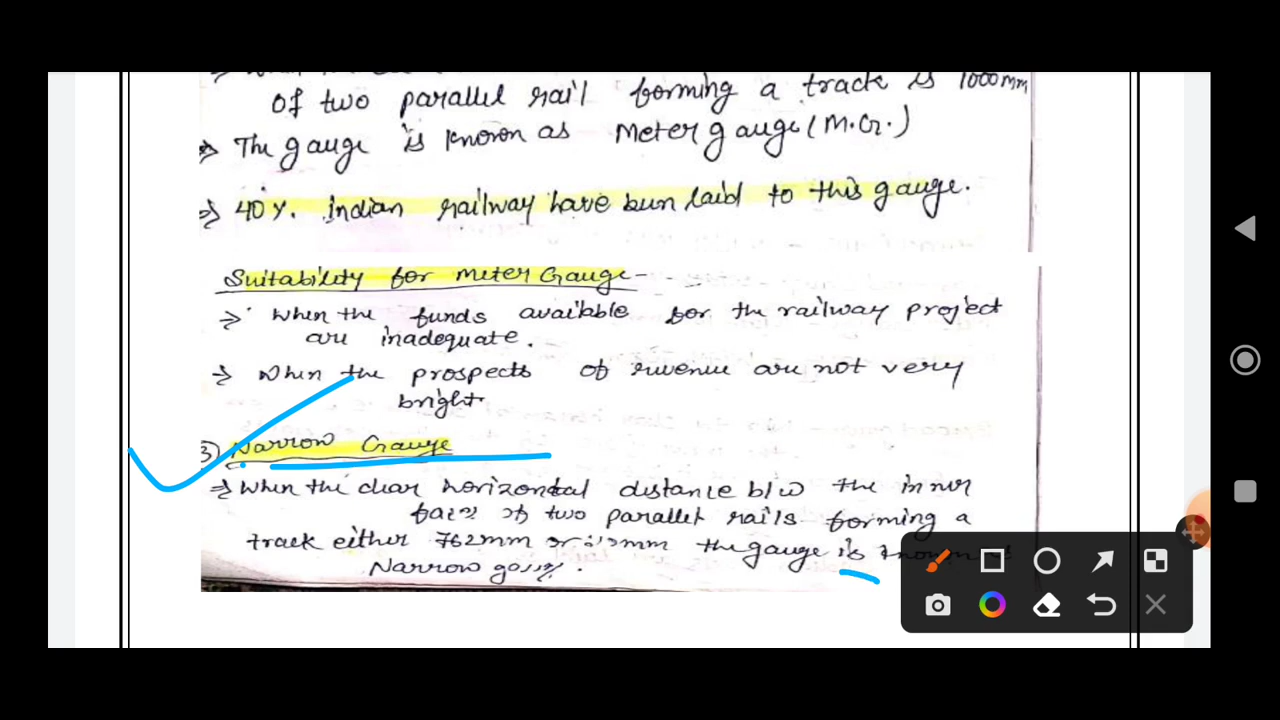 of two parallel rail forming a track is 1000mm
⇒ The gauge is known as Meter gauge (M.G.)
⇒ 40%. Indian railway have been laid to this gauge.
Suitability for Meter Gauge-
⇒ When the funds available for the railway project
are inadequate.
⇒ When the prospects of revenue are not very
bright.
3) Narrow Gauge
⇒ When the clear horizondal distance b/w the inner
faces of two parallel rails forming a
track either 762mm or mm the gauge is
Narrow gauge.